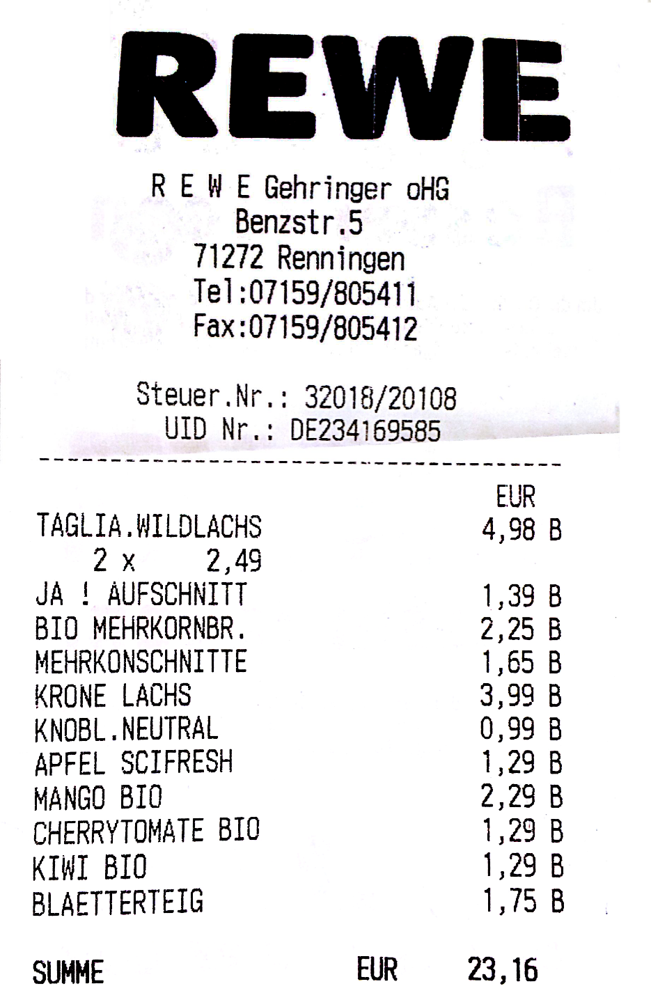 REWE
R E W E Gehringer oHG
Benzstr.5
71272 Renningen
Tel:07159/805411
Fax:07159/805412
Steuer.Nr.: 32018/20108
UID Nr.: DE234169585
--------------------------------------
EUR
TAGLIA.WILDLACHS 4,98 B
2 x 2,49
JA ! AUFSCHNITT 1,39 B
BIO MEHRKORNBR. 2,25 B
MEHRKONSCHNITTE 1,65 B
KRONE LACHS 3,99 B
KNOBL.NEUTRAL 0,99 B
APFEL SCIFRESH 1,29 B
MANGO BIO 2,29 B
CHERRYTOMATE BIO 1,29 B
KIWI BIO 1,29 B
BLAETTERTEIG 1,75 B
SUMME EUR 23,16